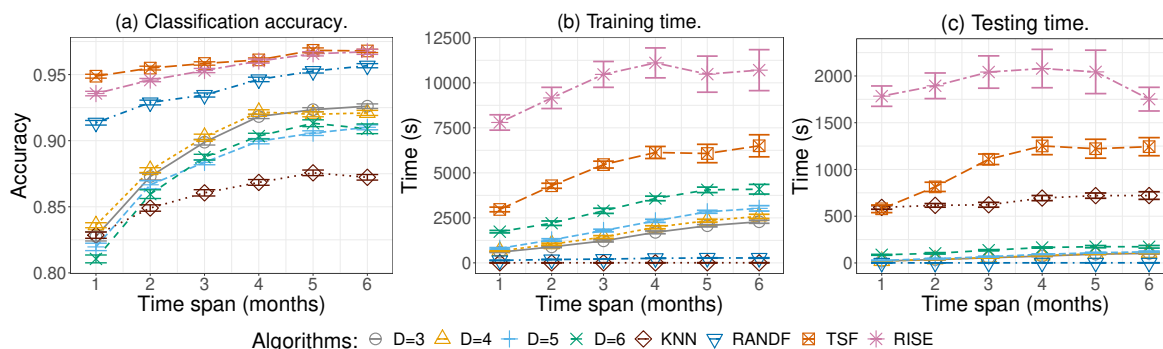 (a) Classification accuracy.
Accuracy
0.95
0.90
0.85
0.80
1 2 3 4 5 6
Time span (months)
(b) Training time.
Time (s)
12500
10000
7500
5000
2500
0
1 2 3 4 5 6
Time span (months)
(c) Testing time.
Time (s)
2000
1500
1000
500
0
1 2 3 4 5 6
Time span (months)
Algorithms: D=3 D=4 D=5 D=6 KNN RANDF TSF RISE